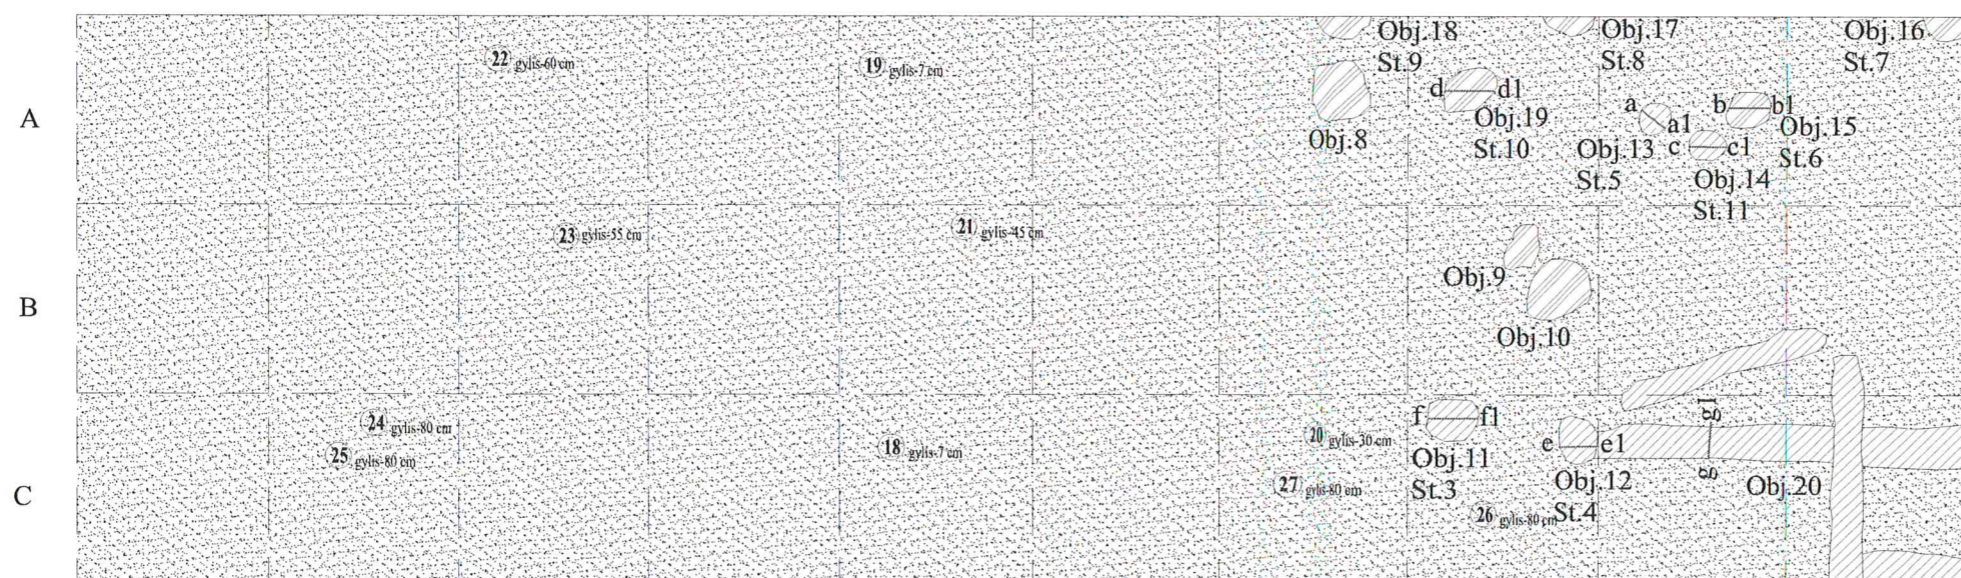 A
22 gylis-60 cm
19 gylis-7 cm
Obj.18
St.9
Obj.17
St.8
Obj.16
St.7
Obj.8
d d1
Obj.19
St.10
a
a1
Obj.13
St.5
b b1
Obj.15
St.6
c c1
Obj.14
St.11
B
23 gylis-55 cm
21 gylis-45 cm
Obj.9
Obj.10
C
24 gylis-80 cm
25 gylis-80 cm
18 gylis-7 cm
20 gylis-30 cm
27 gylis-80 cm
f f1
Obj.11
St.3
e e1
Obj.12
St.4
26 gylis-80 cm
g1
g
Obj.20